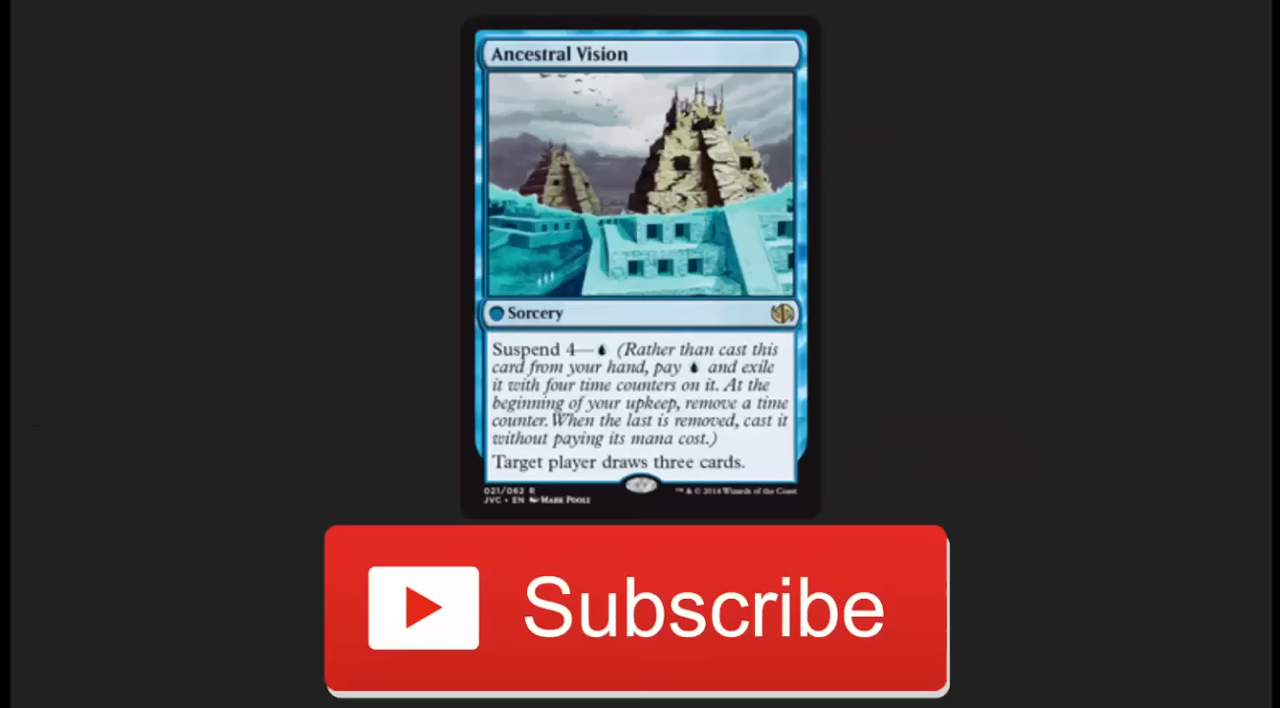 Ancestral Vision
Sorcery
Suspend 4— (Rather than cast this
card from your hand, pay and exile
it with four time counters on it. At the
beginning of your upkeep, remove a time
counter. When the last is removed, cast it
without paying its mana cost.)
Target player draws three cards.
021/062 R
JVC • EN Mark Poole
™ & © 2014 Wizards of the Coast
Subscribe